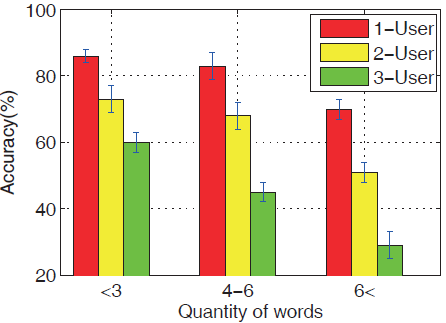 100
80
60
40
20
Accuracy(%)
1-User
2-User
3-User
<3 4-6 6<
Quantity of words